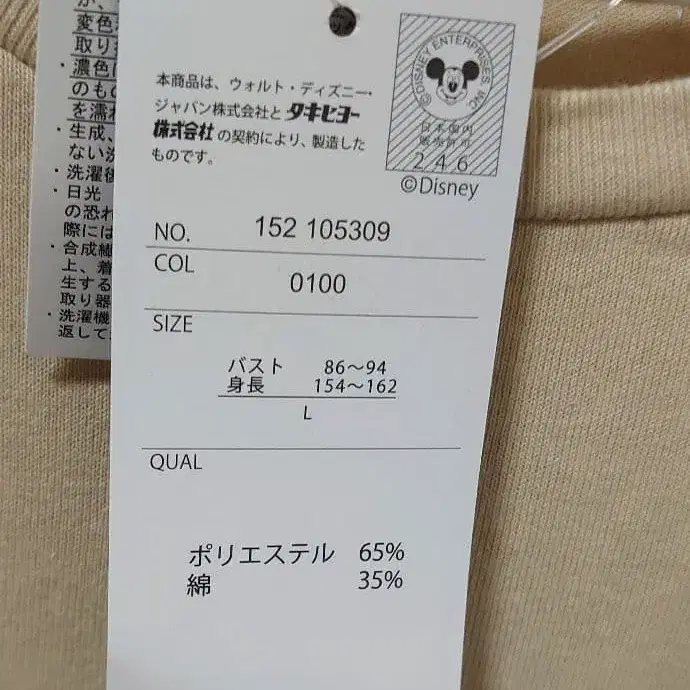 変色
取り
・濃色
のもの
を濡れ
・生成、
ない洗
・洗濯後
・日光
の恐れ
際には
・合成繊
上、着
生する
取り器
・洗濯機
返して
本商品は、ウォルト・ディズニー・
ジャパン株式会社とタキヒヨー
株式会社の契約により、製造した
ものです。
©DISNEY ENTERPRISES INC
日本国内
販売許可
246
©Disney
NO. 152 105309
COL
0100
SIZE
バスト 86～94
身長 154～162
L
QUAL
ポリエステル 65%
綿 35%